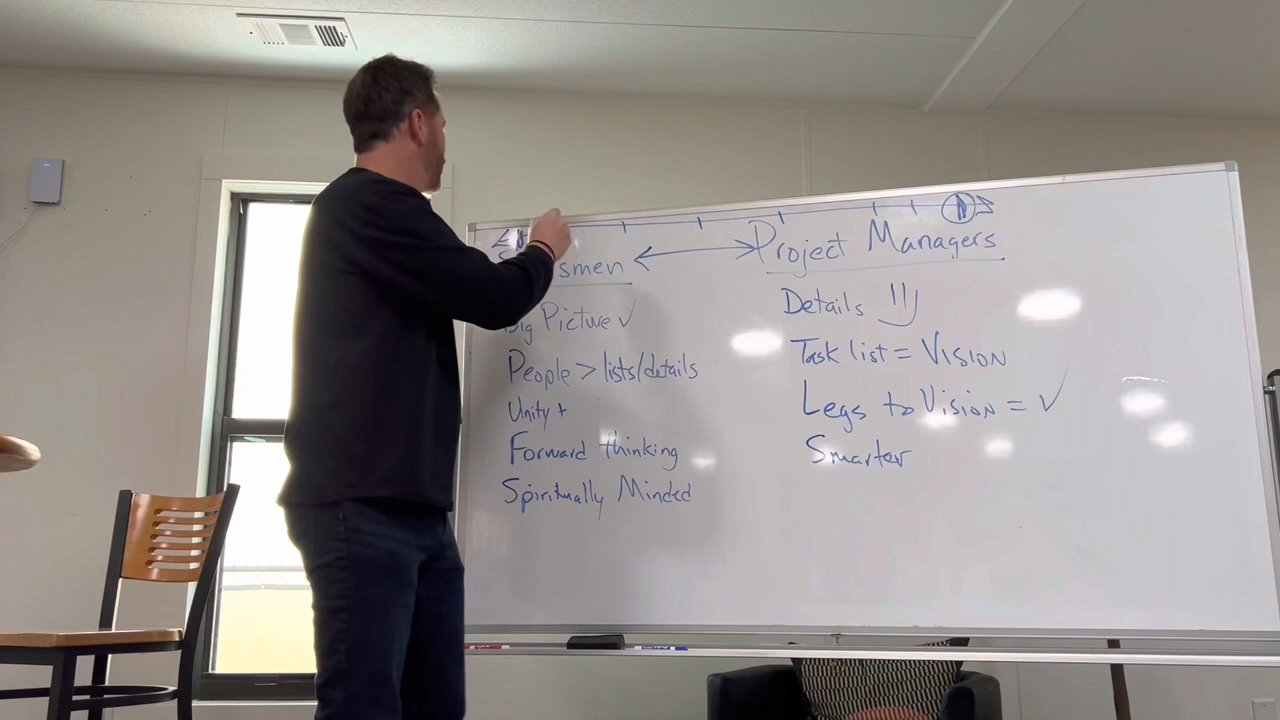 smen
Big Picture ✓
People > lists/details
Unity +
Forward thinking
Spiritually Minded
Project Managers
Details
Task list = VISION
Legs to VISION = ✓
Smarter